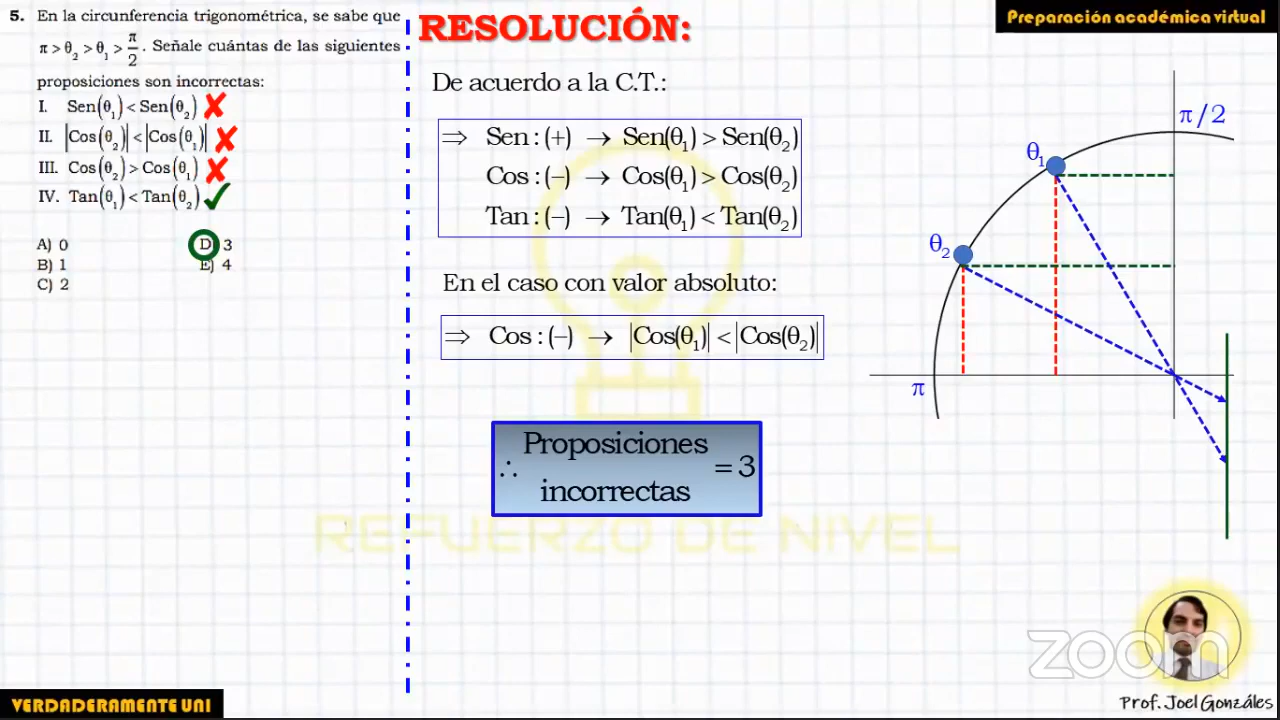 5. En la circunferencia trigonométrica, se sabe que
π > θ₂ > θ₁ > π/2 . Señale cuántas de las siguientes
proposiciones son incorrectas:
I. Sen(θ₁) < Sen(θ₂) ✗
II. |Cos(θ₂)| < |Cos(θ₁)| ✗
III. Cos(θ₂) > Cos(θ₁) ✗
IV. Tan(θ₁) < Tan(θ₂) ✓
A) 0
B) 1
C) 2
D) 3
E) 4
RESOLUCIÓN:
De acuerdo a la C.T.:
⇒ Sen : (+) → Sen(θ₁) > Sen(θ₂)
Cos : (−) → Cos(θ₁) > Cos(θ₂)
Tan : (−) → Tan(θ₁) < Tan(θ₂)
En el caso con valor absoluto:
⇒ Cos : (−) → |Cos(θ₁)| < |Cos(θ₂)|
∴ Proposiciones
incorrectas = 3
Preparación académica virtual
π/2
θ₁
θ₂
π
REFUERZO DE NIVEL
zoom
Prof. Joel Gonzáles
VERDADERAMENTE UNI